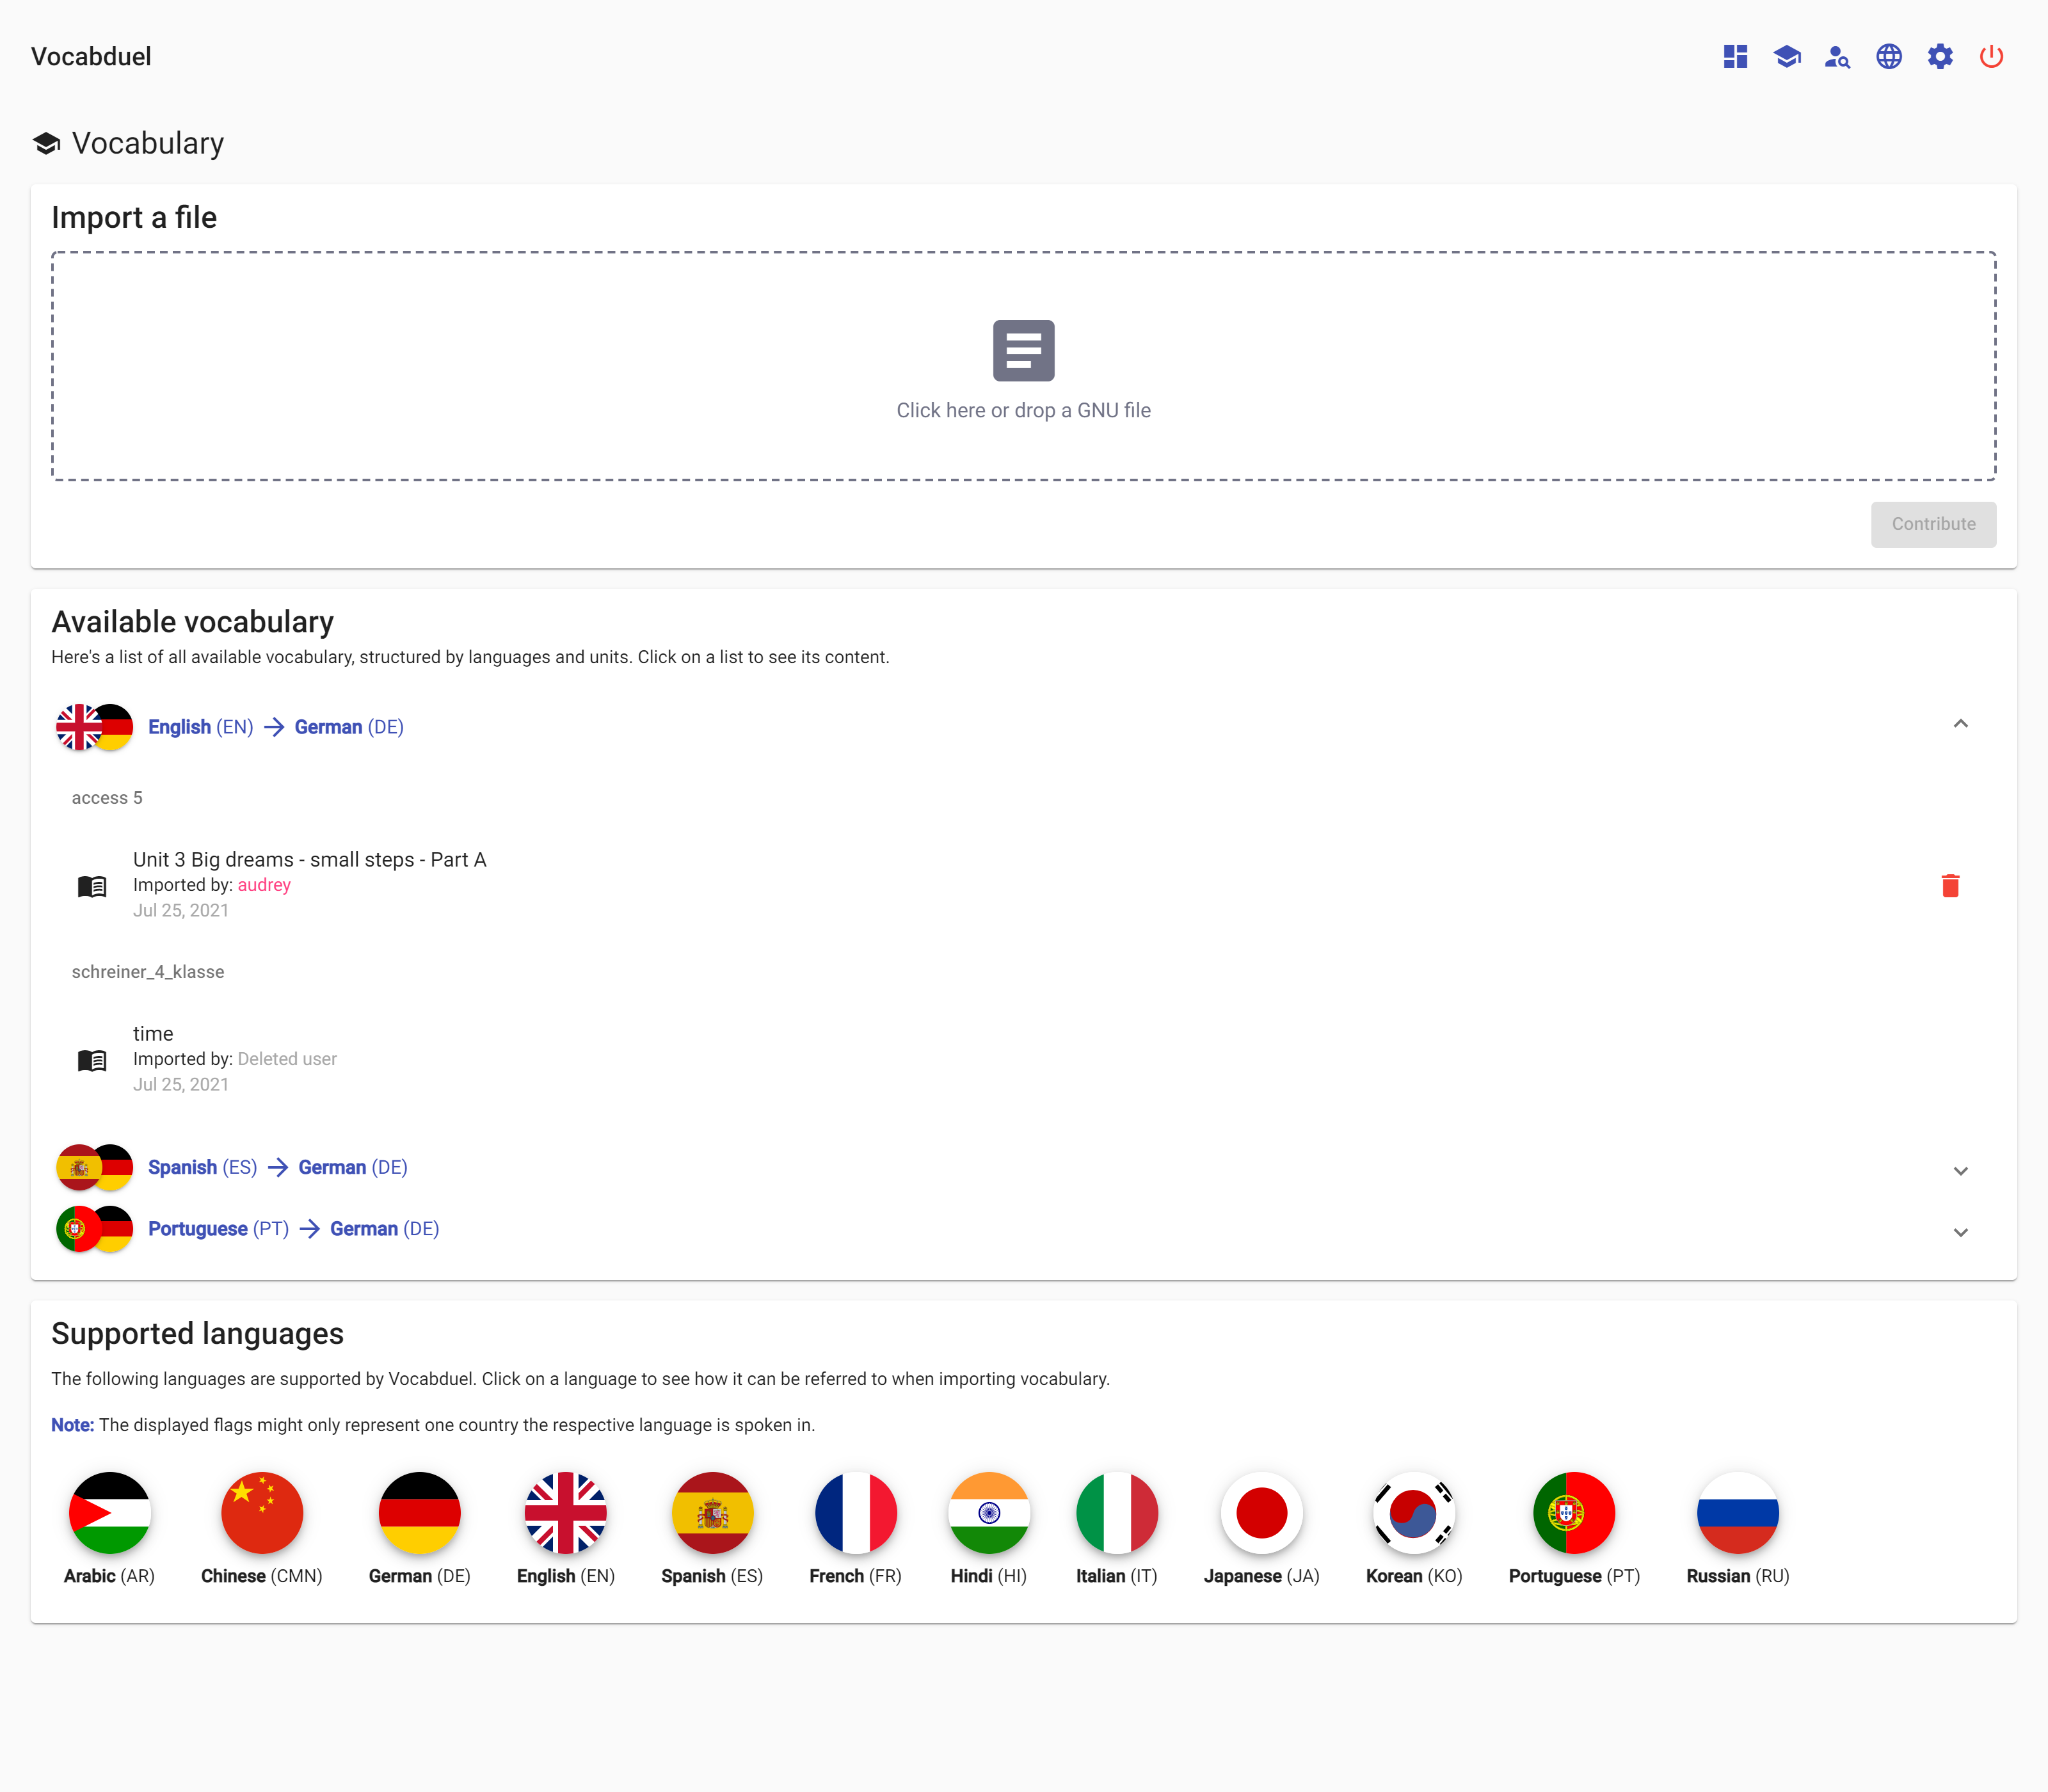 Vocabduel
Vocabulary
Import a file
Click here or drop a GNU file
Contribute
Available vocabulary
Here's a list of all available vocabulary, structured by languages and units. Click on a list to see its content.
English (EN) → German (DE)
access 5
Unit 3 Big dreams - small steps - Part A
Imported by: audrey
Jul 25, 2021
schreiner_4_klasse
time
Imported by: Deleted user
Jul 25, 2021
Spanish (ES) → German (DE)
Portuguese (PT) → German (DE)
Supported languages
The following languages are supported by Vocabduel. Click on a language to see how it can be referred to when importing vocabulary.
Note: The displayed flags might only represent one country the respective language is spoken in.
Arabic (AR) Chinese (CMN) German (DE) English (EN) Spanish (ES) French (FR) Hindi (HI) Italian (IT) Japanese (JA) Korean (KO) Portuguese (PT) Russian (RU)